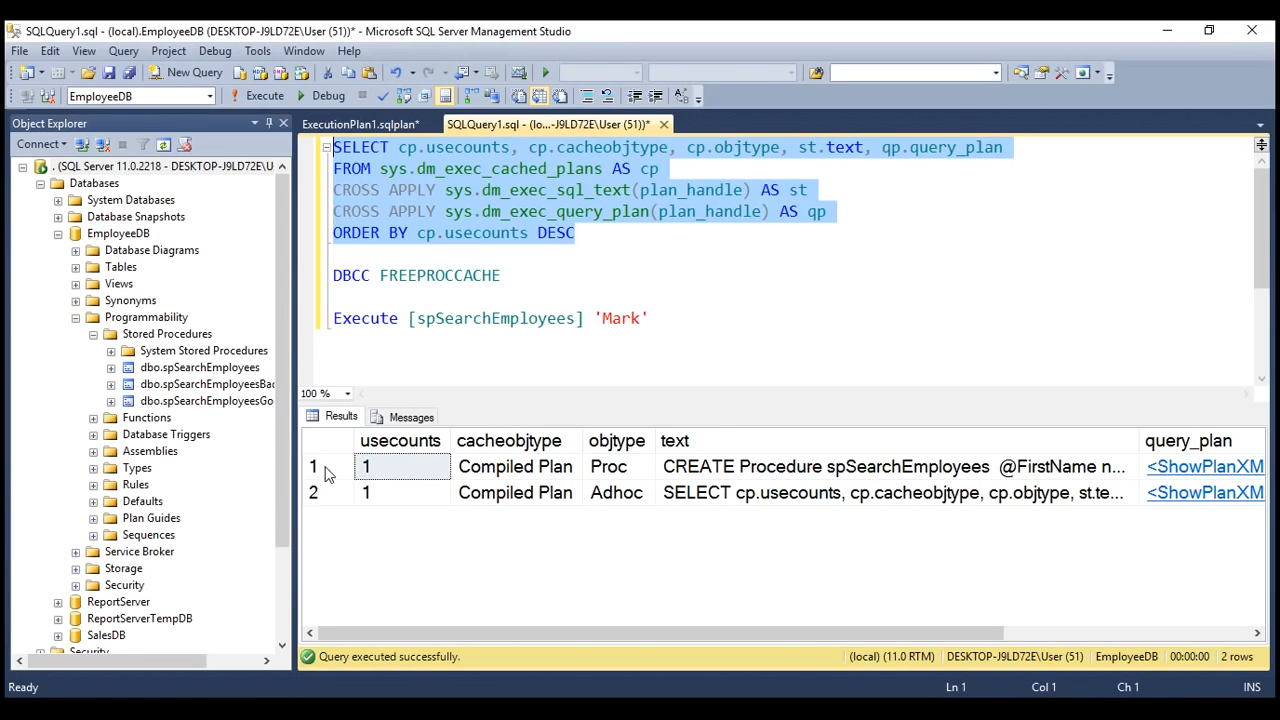 SQLQuery1.sql - (local).EmployeeDB (DESKTOP-J9LD72E\User (51))* - Microsoft SQL Server Management Studio
File Edit View Query Project Debug Tools Window Help
New Query
EmployeeDB Execute Debug
Object Explorer
ExecutionPlan1.sqlplan* SQLQuery1.sql - (lo...-J9LD72E\User (51))*
Connect
. (SQL Server 11.0.2218 - DESKTOP-J9LD72E\User)
Databases
System Databases
Database Snapshots
EmployeeDB
Database Diagrams
Tables
Views
Synonyms
Programmability
Stored Procedures
System Stored Procedures
dbo.spSearchEmployees
dbo.spSearchEmployeesBa
dbo.spSearchEmployeesGo
Functions
Database Triggers
Assemblies
Types
Rules
Defaults
Plan Guides
Sequences
Service Broker
Storage
Security
ReportServer
ReportServerTempDB
SalesDB
Security
SELECT cp.usecounts, cp.cacheobjtype, cp.objtype, st.text, qp.query_plan
FROM sys.dm_exec_cached_plans AS cp
CROSS APPLY sys.dm_exec_sql_text(plan_handle) AS st
CROSS APPLY sys.dm_exec_query_plan(plan_handle) AS qp
ORDER BY cp.usecounts DESC
DBCC FREEPROCCACHE
Execute [spSearchEmployees] 'Mark'
100 %
Results Messages
usecounts cacheobjtype objtype text query_plan
1 1 Compiled Plan Proc CREATE Procedure spSearchEmployees @FirstName n... <ShowPlanXM
2 1 Compiled Plan Adhoc SELECT cp.usecounts, cp.cacheobjtype, cp.objtype, st.te... <ShowPlanXM
Query executed successfully. (local) (11.0 RTM) DESKTOP-J9LD72E\User (51) EmployeeDB 00:00:00 2 rows
Ready Ln 1 Col 1 Ch 1 INS